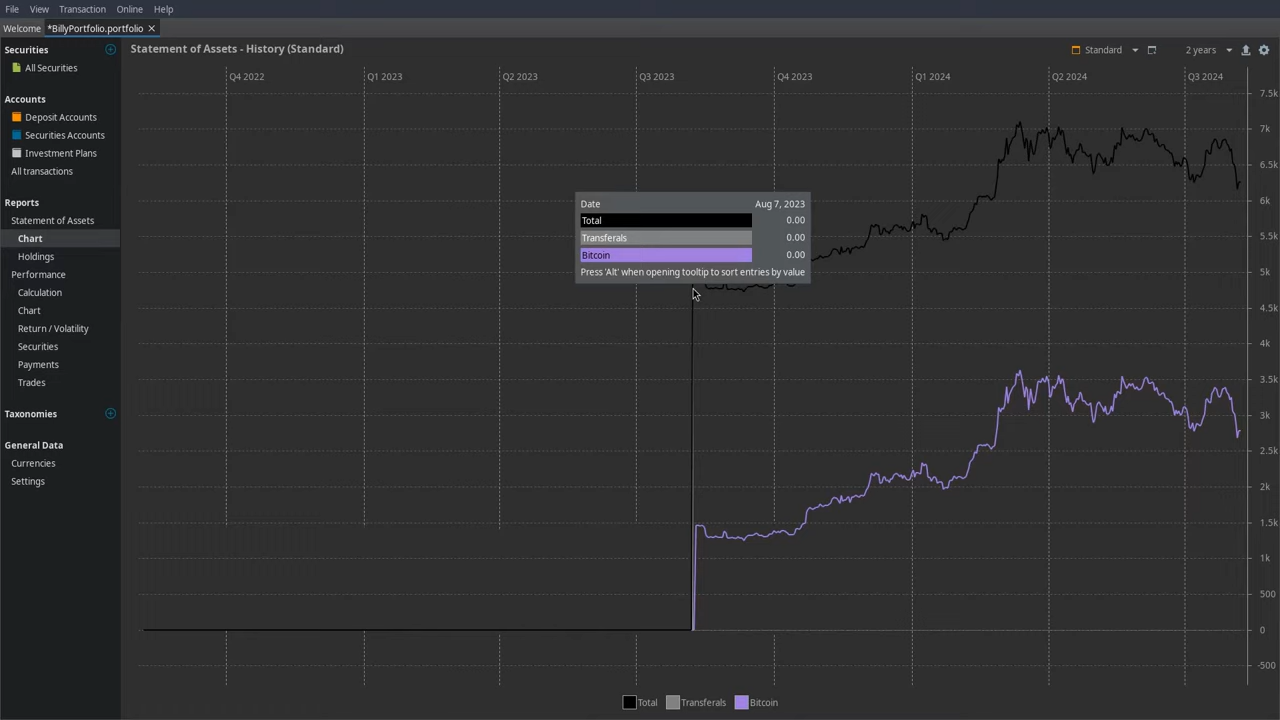 File View Transaction Online Help
Welcome *BillyPortfolio.portfolio
Securities
All Securities
Accounts
Deposit Accounts
Securities Accounts
Investment Plans
All transactions
Reports
Statement of Assets
Chart
Holdings
Performance
Calculation
Chart
Return / Volatility
Securities
Payments
Trades
Taxonomies
General Data
Currencies
Settings
Statement of Assets - History (Standard)
Standard 2 years
Q4 2022 Q1 2023 Q2 2023 Q3 2023 Q4 2023 Q1 2024 Q2 2024 Q3 2024
7.5k
7k
6.5k
6k
5.5k
5k
4.5k
4k
3.5k
3k
2.5k
2k
1.5k
1k
500
0
-500
Date Aug 7, 2023
Total 0.00
Transferals 0.00
Bitcoin 0.00
Press 'Alt' when opening tooltip to sort entries by value
Total Transferals Bitcoin